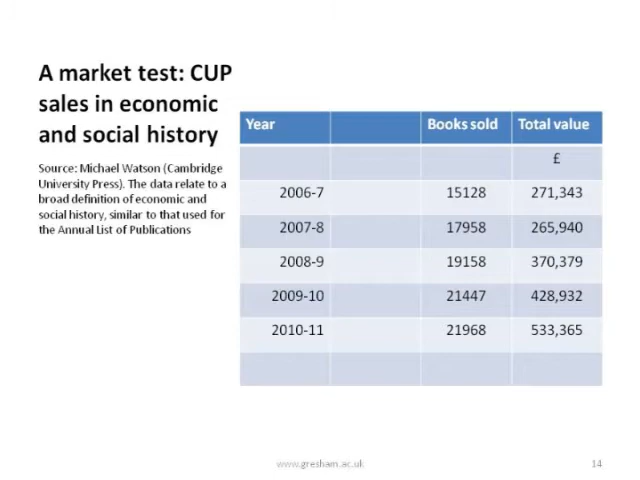 A market test: CUP
sales in economic
and social history
Source: Michael Watson (Cambridge
University Press). The data relate to a
broad definition of economic and
social history, similar to that used for
the Annual List of Publications
Year Books sold Total value
£
2006-7 15128 271,343
2007-8 17958 265,940
2008-9 19158 370,379
2009-10 21447 428,932
2010-11 21968 533,365
www.gresham.ac.uk 14